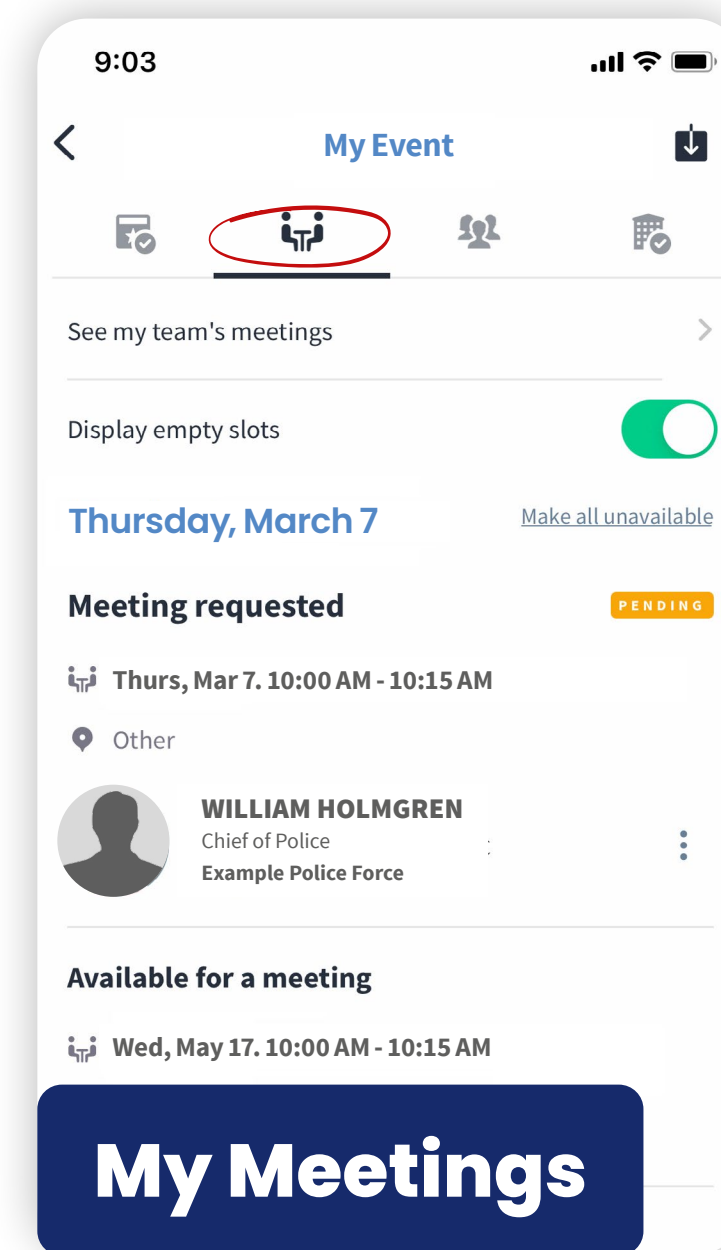 9:03
My Event
See my team's meetings
Display empty slots
Thursday, March 7 Make all unavailable
Meeting requested PENDING
Thurs, Mar 7. 10:00 AM - 10:15 AM
Other
WILLIAM HOLMGREN
Chief of Police
Example Police Force
Available for a meeting
Wed, May 17. 10:00 AM - 10:15 AM
My Meetings